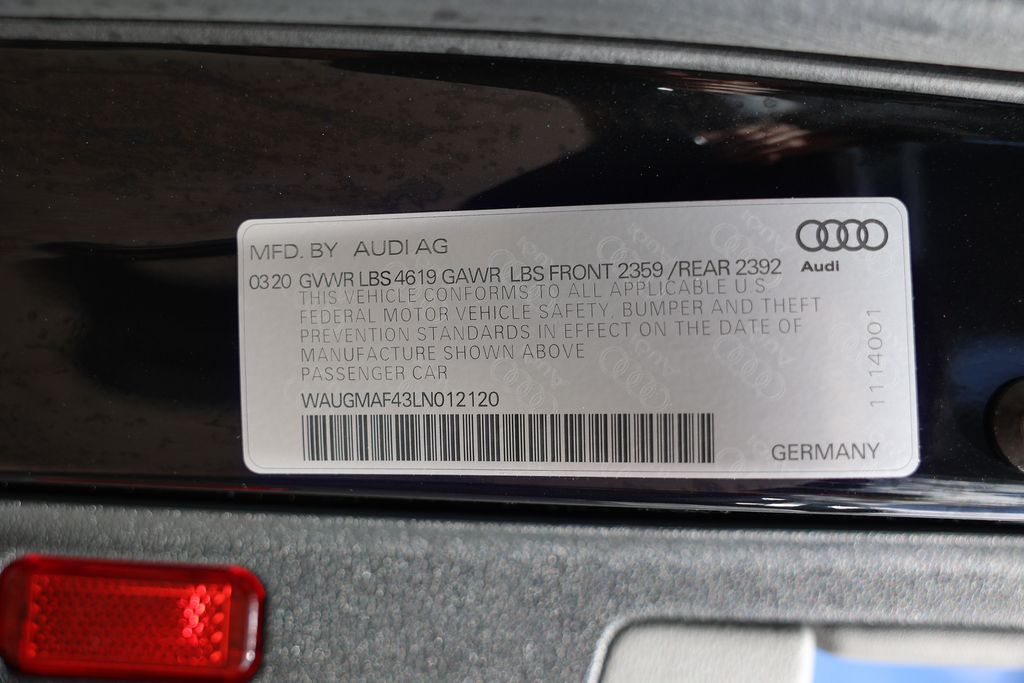 MFD. BY AUDI AG
Audi
03 20 GVWR LBS 4619 GAWR LBS FRONT 2359 /REAR 2392
THIS VEHICLE CONFORMS TO ALL APPLICABLE U.S
FEDERAL MOTOR VEHICLE SAFETY, BUMPER AND THEFT
PREVENTION STANDARDS IN EFFECT ON THE DATE OF
MANUFACTURE SHOWN ABOVE
PASSENGER CAR
WAUGMAF43LN012120
1114001
GERMANY